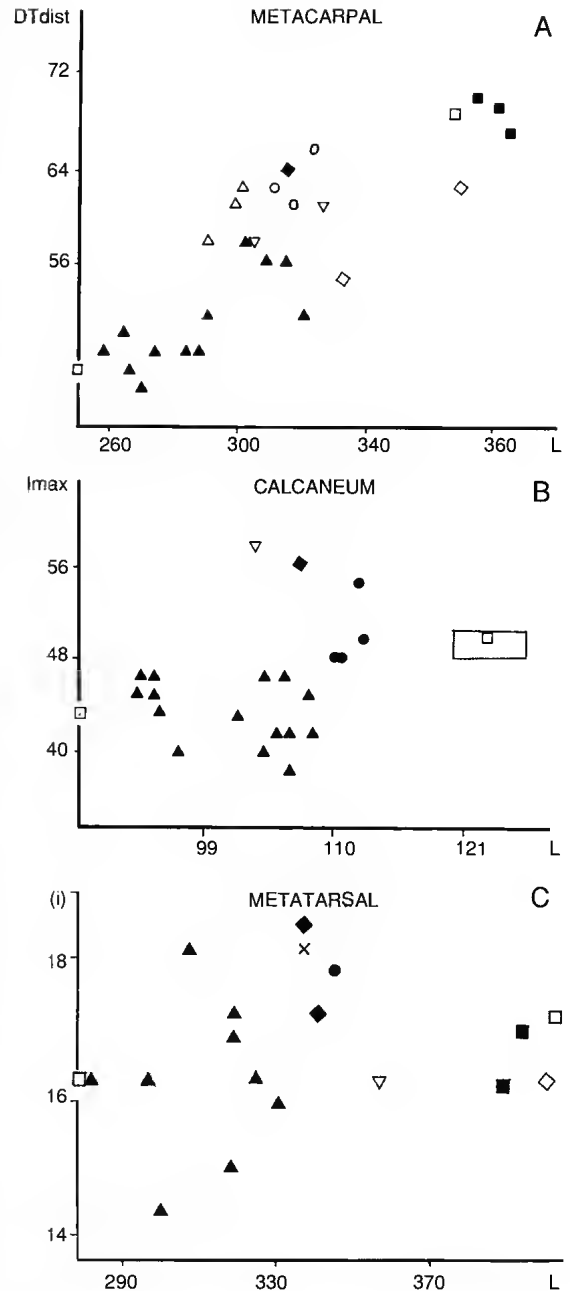 DTdist METACARPAL A
72
64
56
260 300 340 360 L
lmax CALCANEUM B
56
48
40
99 110 121 L
(i) METATARSAL C
18
16
14
290 330 370 L